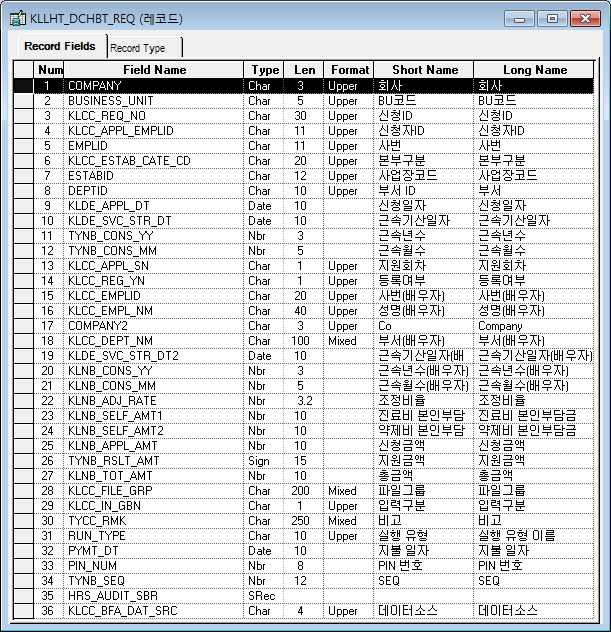 KLLHT_DCHBT_REQ (레코드)
Record Fields Record Type
Num Field Name Type Len Format Short Name Long Name
1 COMPANY Char 3 Upper 회사 회사
2 BUSINESS_UNIT Char 5 Upper BU코드 BU코드
3 KLCC_REQ_NO Char 30 Upper 신청ID 신청ID
4 KLCC_APPL_EMPLID Char 11 Upper 신청자ID 신청자ID
5 EMPLID Char 11 Upper 사번 사번
6 KLCC_ESTAB_CATE_CD Char 20 Upper 본부구분 본부구분
7 ESTABID Char 12 Upper 사업장코드 사업장코드
8 DEPTID Char 10 Upper 부서 ID 부서
9 KLDE_APPL_DT Date 10 신청일자 신청일자
10 KLDE_SVC_STR_DT Date 10 근속기산일자 근속기산일자
11 TYNB_CONS_YY Nbr 3 근속년수 근속년수
12 TYNB_CONS_MM Nbr 5 근속월수 근속월수
13 KLCC_APPL_SN Char 1 Upper 지원회차 지원회차
14 KLCC_REG_YN Char 1 Upper 등록여부 등록여부
15 KLCC_EMPLID Char 20 Upper 사번(배우자) 사번(배우자)
16 KLCC_EMPL_NM Char 40 Upper 성명(배우자) 성명(배우자)
17 COMPANY2 Char 3 Upper Co Company
18 KLCC_DEPT_NM Char 100 Mixed 부서(배우자) 부서(배우자)
19 KLDE_SVC_STR_DT2 Date 10 근속기산일자(배 근속기산일자(배우자)
20 KLNB_CONS_YY Nbr 3 근속년수(배우자) 근속년수(배우자)
21 KLNB_CONS_MM Nbr 5 근속월수(배우자) 근속월수(배우자)
22 KLNB_ADJ_RATE Nbr 3.2 조정비율 조정비율
23 KLNB_SELF_AMT1 Nbr 10 진료비 본인부담 진료비 본인부담금
24 KLNB_SELF_AMT2 Nbr 10 약제비 본인부담 약제비 본인부담금
25 KLNB_APPL_AMT Nbr 10 신청금액 신청금액
26 TYNB_RSLT_AMT Sign 15 지원금액 지원금액
27 KLNB_TOT_AMT Nbr 10 총금액 총금액
28 KLCC_FILE_GRP Char 200 Mixed 파일그룹 파일그룹
29 KLCC_IN_GBN Char 1 Upper 입력구분 입력구분
30 TYCC_RMK Char 250 Mixed 비고 비고
31 RUN_TYPE Char 10 Upper 실행 유형 실행 유형 이름
32 PYMT_DT Date 10 지불 일자 지불 일자
33 PIN_NUM Nbr 8 PIN 번호 PIN 번호
34 TYNB_SEQ Nbr 12 SEQ SEQ
35 HRS_AUDIT_SBR SRec
36 KLCC_BFA_DAT_SRC Char 4 Upper 데이터소스 데이터소스